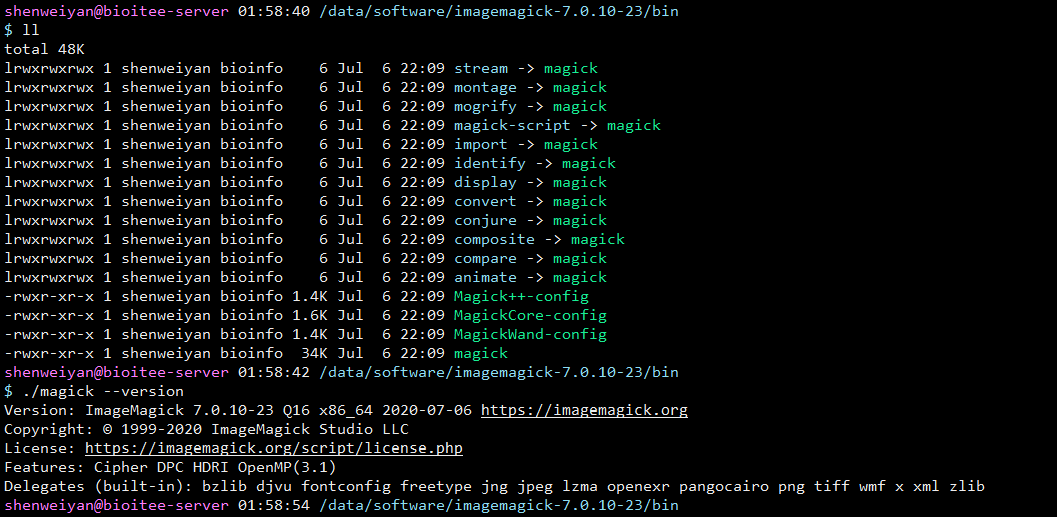 shenweiyan@bioitee-server 01:58:40 /data/software/imagemagick-7.0.10-23/bin
$ ll
total 48K
lrwxrwxrwx 1 shenweiyan bioinfo    6 Jul  6 22:09 stream -> magick
lrwxrwxrwx 1 shenweiyan bioinfo    6 Jul  6 22:09 montage -> magick
lrwxrwxrwx 1 shenweiyan bioinfo    6 Jul  6 22:09 mogrify -> magick
lrwxrwxrwx 1 shenweiyan bioinfo    6 Jul  6 22:09 magick-script -> magick
lrwxrwxrwx 1 shenweiyan bioinfo    6 Jul  6 22:09 import -> magick
lrwxrwxrwx 1 shenweiyan bioinfo    6 Jul  6 22:09 identify -> magick
lrwxrwxrwx 1 shenweiyan bioinfo    6 Jul  6 22:09 display -> magick
lrwxrwxrwx 1 shenweiyan bioinfo    6 Jul  6 22:09 convert -> magick
lrwxrwxrwx 1 shenweiyan bioinfo    6 Jul  6 22:09 conjure -> magick
lrwxrwxrwx 1 shenweiyan bioinfo    6 Jul  6 22:09 composite -> magick
lrwxrwxrwx 1 shenweiyan bioinfo    6 Jul  6 22:09 compare -> magick
lrwxrwxrwx 1 shenweiyan bioinfo    6 Jul  6 22:09 animate -> magick
-rwxr-xr-x 1 shenweiyan bioinfo 1.4K Jul  6 22:09 Magick++-config
-rwxr-xr-x 1 shenweiyan bioinfo 1.6K Jul  6 22:09 MagickCore-config
-rwxr-xr-x 1 shenweiyan bioinfo 1.4K Jul  6 22:09 MagickWand-config
-rwxr-xr-x 1 shenweiyan bioinfo  34K Jul  6 22:09 magick
shenweiyan@bioitee-server 01:58:42 /data/software/imagemagick-7.0.10-23/bin
$ ./magick --version
Version: ImageMagick 7.0.10-23 Q16 x86_64 2020-07-06 https://imagemagick.org
Copyright: © 1999-2020 ImageMagick Studio LLC
License: https://imagemagick.org/script/license.php
Features: Cipher DPC HDRI OpenMP(3.1)
Delegates (built-in): bzlib djvu fontconfig freetype jng jpeg lzma openexr pangocairo png tiff wmf x xml zlib
shenweiyan@bioitee-server 01:58:54 /data/software/imagemagick-7.0.10-23/bin